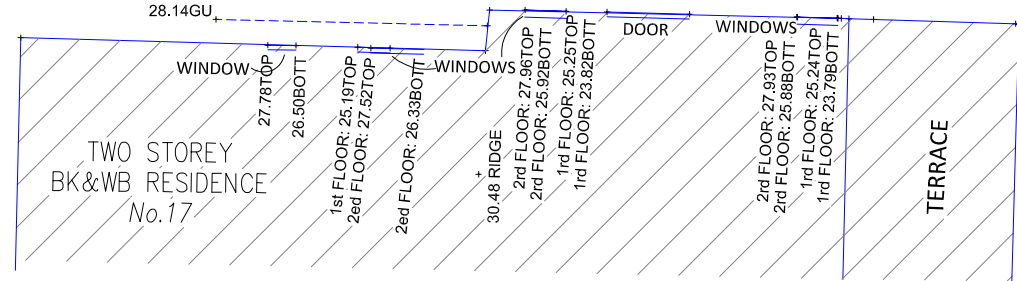 28.14GU
WINDOW
27.78TOP
26.50BOTT
1st FLOOR: 25.19TOP
2ed FLOOR: 27.52TOP
2ed FLOOR: 26.33BOTT
WINDOWS
30.48 RIDGE
2rd FLOOR: 27.96TOP
2rd FLOOR: 25.92BOTT
1rd FLOOR: 25.25TOP
1rd FLOOR: 23.82BOTT
DOOR
WINDOWS
2rd FLOOR: 27.93TOP
2rd FLOOR: 25.88BOTT
1rd FLOOR: 25.24TOP
1rd FLOOR: 23.79BOTT
TWO STOREY
BK&WB RESIDENCE
No.17
TERRACE